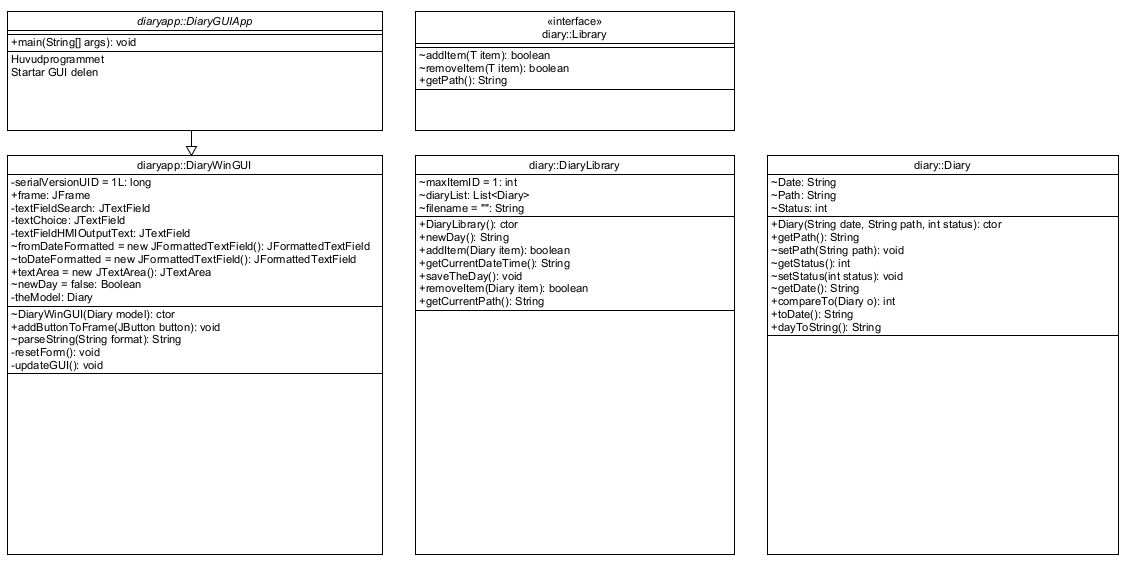 diaryapp::DiaryGUIApp
+main(String[] args): void
Huvudprogrammet
Startar GUI delen
«interface»
diary::Library
~addItem(T item): boolean
~removeItem(T item): boolean
+getPath(): String
diaryapp::DiaryWinGUI
-serialVersionUID = 1L: long
+frame: JFrame
-textFieldSearch: JTextField
-textChoice: JTextField
-textFieldHMIOutputText: JTextField
~fromDateFormatted = new JFormattedTextField(): JFormattedTextField
~toDateFormatted = new JFormattedTextField(): JFormattedTextField
+textArea = new JTextArea(): JTextArea
~newDay = false: Boolean
-theModel: Diary
~DiaryWinGUI(Diary model): ctor
+addButtonToFrame(JButton button): void
~parseString(String format): String
-resetForm(): void
-updateGUI(): void
diary::DiaryLibrary
~maxItemID = 1: int
~diaryList: List<Diary>
~filename = "": String
+DiaryLibrary(): ctor
+newDay(): String
+addItem(Diary item): boolean
+getCurrentDateTime(): String
+saveTheDay(): void
+removeItem(Diary item): boolean
+getCurrentPath(): String
diary::Diary
~Date: String
~Path: String
~Status: int
+Diary(String date, String path, int status): ctor
+getPath(): String
~setPath(String path): void
~getStatus(): int
~setStatus(int status): void
~getDate(): String
+compareTo(Diary o): int
+toDate(): String
+dayToString(): String